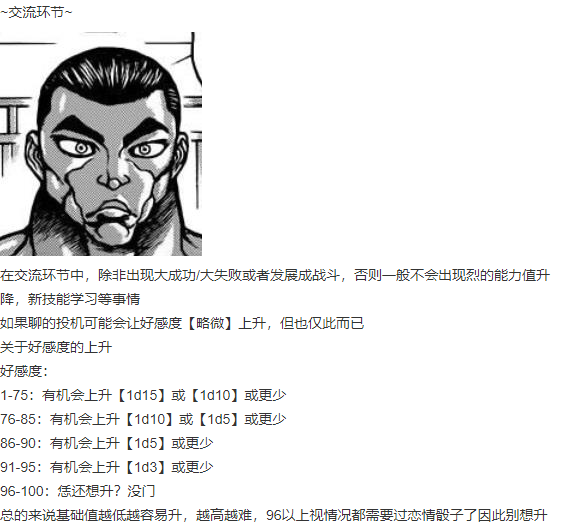 ~交流环节~
在交流环节中，除非出现大成功/大失败或者发展成战斗，否则一般不会出现烈的能力值升
降，新技能学习等事情
如果聊的投机可能会让好感度【略微】上升，但也仅此而已
关于好感度的上升
好感度：
1-75：有机会上升【1d15】或【1d10】或更少
76-85：有机会上升【1d10】或【1d5】或更少
86-90：有机会上升【1d5】或更少
91-95：有机会上升【1d3】或更少
96-100：恁还想升？没门
总的来说基础值越低越容易升，越高越难，96以上视情况都需要过恋情骰子了因此别想升